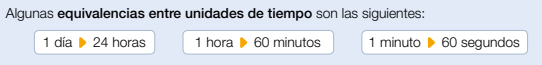 Algunas equivalencias entre unidades de tiempo son las siguientes:
1 día ▶ 24 horas 1 hora ▶ 60 minutos 1 minuto ▶ 60 segundos